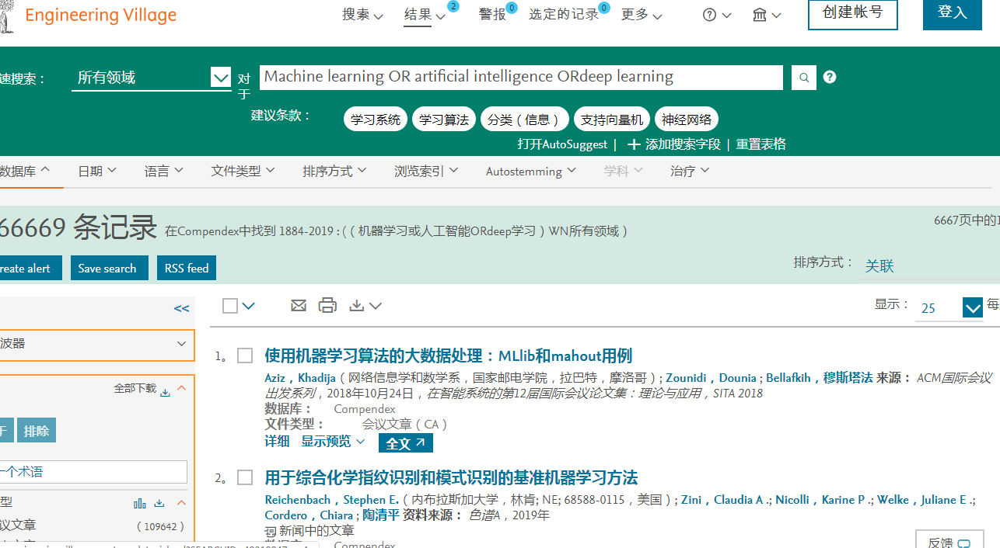 Engineering Village
搜索 结果 2 警报 0 选定的记录 0 更多 创建帐号 登入
速搜索： 所有领域 对于 Machine learning OR artificial intelligence ORdeep learning
建议条款： 学习系统 学习算法 分类（信息） 支持向量机 神经网络
打开AutoSuggest | 添加搜索字段 | 重置表格
数据库 日期 语言 文件类型 排序方式 浏览索引 Autostemming 学科 治疗
66669 条记录 在Compendex中找到 1884-2019 : (（机器学习或人工智能ORdeep学习）WN所有领域）
6667页中的1
reate alert Save search RSS feed
排序方式： 关联
<<
显示： 25 每
波器
全部下载
于 排除
一个术语
型
议文章 （109642）
1。 使用机器学习算法的大数据处理：MLlib和mahout用例
Aziz，Khadija（网络信息学和数学系，国家邮电学院，拉巴特，摩洛哥）; Zounidi，Dounia ; Bellafkih，穆斯塔法 来源： ACM国际会议
出发系列，2018年10月24日，在智能系统的第12届国际会议论文集：理论与应用，SITA 2018
数据库： Compendex
文件类型： 会议文章（CA）
详细 显示预览 全文
2。 用于综合化学指纹识别和模式识别的基准机器学习方法
Reichenbach，Stephen E.（内布拉斯加大学，林肯; NE; 68588-0115，美国）; Zini，Claudia A .; Nicolli，Karine P .; Welke，Juliane E .;
Cordero，Chiara ; 陶清平 资料来源： 色谱A，2019年
新闻中的文章
Compendex
反馈